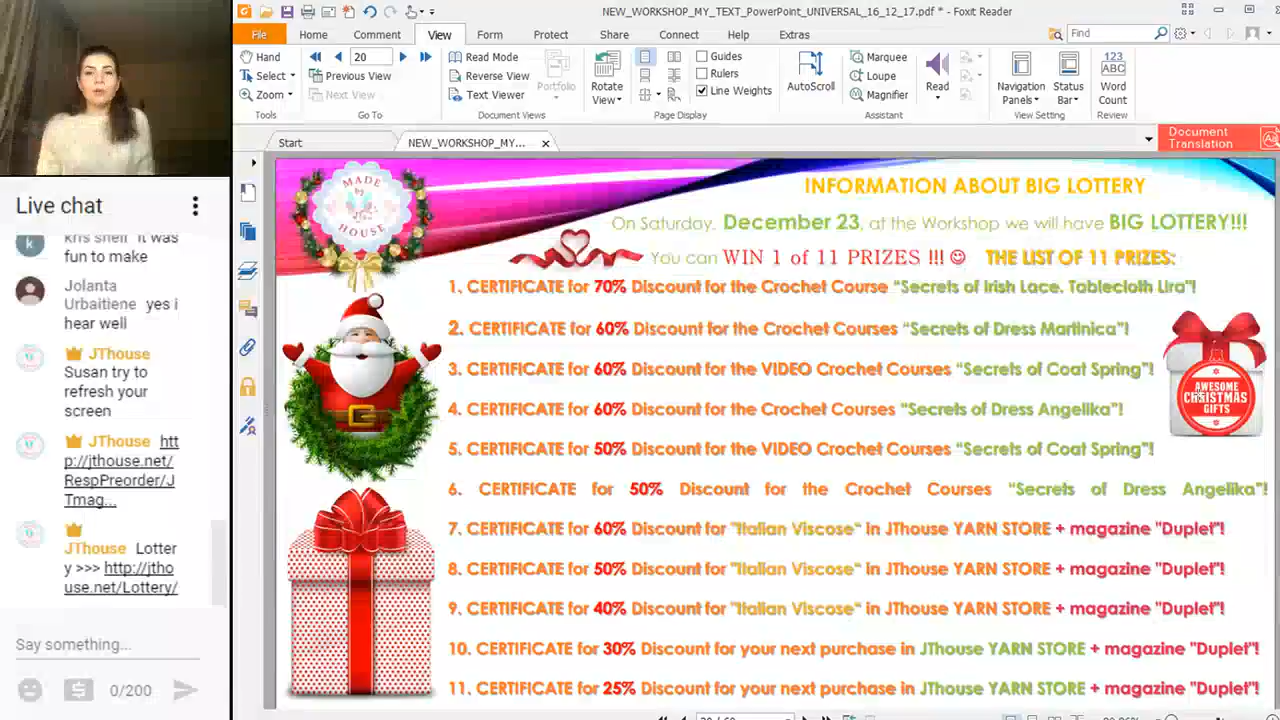 NEW_WORKSHOP_MY_TEXT_PowerPoint_UNIVERSAL_16_12_17.pdf * - Foxit Reader
File Home Comment View Form Protect Share Connect Help Extras
Find
Hand
Select
Zoom
Tools
20
Previous View
Next View
Go To
Read Mode
Reverse View
Text Viewer
Portfolio
Document Views
Rotate
View
Guides
Rulers
Line Weights
Page Display
AutoScroll
Marquee
Loupe
Magnifier
Assistant
Read
Navigation
Panels
Status
Bar
View Setting
123
ABC
Word
Count
Review
Start
NEW_WORKSHOP_MY...
Document
Translation
Live chat
kris snell it was
fun to make
Jolanta
Urbaitiene yes i
hear well
JThouse
Susan try to
refresh your
screen
JThouse htt
p://jthouse.net/
RespPreorder/J
Tmag...
JThouse Lotter
y >>> http://jtho
use.net/Lottery/
Say something...
0/200
MADE
by
HOUSE
INFORMATION ABOUT BIG LOTTERY
On Saturday, December 23, at the Workshop we will have BIG LOTTERY!!!
You can WIN 1 of 11 PRIZES !!! ☺ THE LIST OF 11 PRIZES:
1. CERTIFICATE for 70% Discount for the Crochet Course “Secrets of Irish Lace. Tablecloth Lira”!
2. CERTIFICATE for 60% Discount for the Crochet Courses “Secrets of Dress Martinica”!
3. CERTIFICATE for 60% Discount for the VIDEO Crochet Courses “Secrets of Coat Spring”!
4. CERTIFICATE for 60% Discount for the Crochet Courses “Secrets of Dress Angelika”!
5. CERTIFICATE for 50% Discount for the VIDEO Crochet Courses “Secrets of Coat Spring”!
6. CERTIFICATE for 50% Discount for the Crochet Courses “Secrets of Dress Angelika”!
7. CERTIFICATE for 60% Discount for "Italian Viscose" in JThouse YARN STORE + magazine "Duplet"!
8. CERTIFICATE for 50% Discount for "Italian Viscose" in JThouse YARN STORE + magazine "Duplet"!
9. CERTIFICATE for 40% Discount for "Italian Viscose" in JThouse YARN STORE + magazine "Duplet"!
10. CERTIFICATE for 30% Discount for your next purchase in JThouse YARN STORE + magazine "Duplet"!
11. CERTIFICATE for 25% Discount for your next purchase in JThouse YARN STORE + magazine "Duplet"!
AWESOME
CHRISTMAS
GIFTS